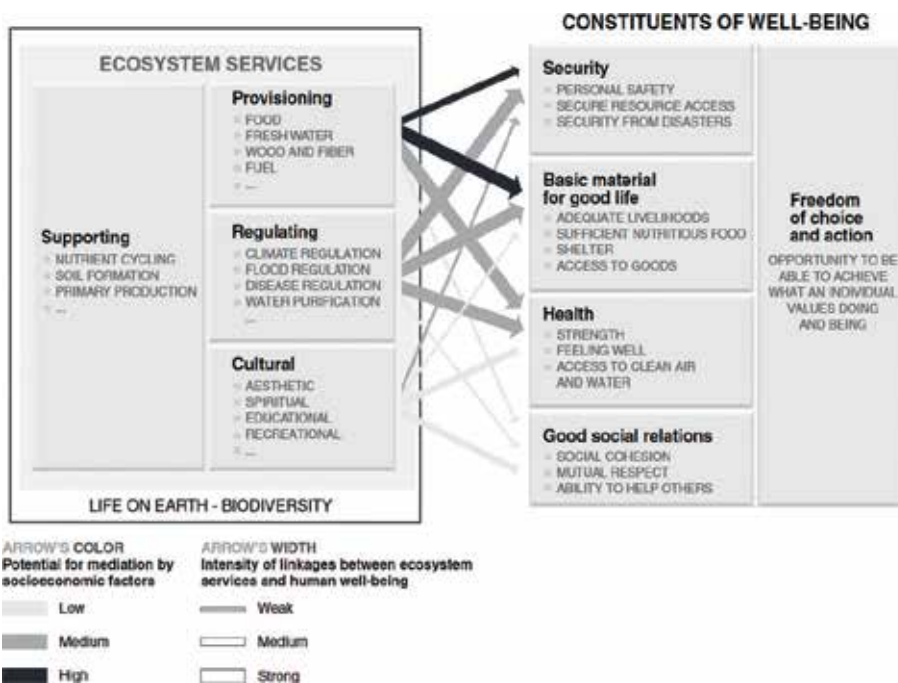 CONSTITUENTS OF WELL-BEING
ECOSYSTEM SERVICES
Supporting
NUTRIENT CYCLING
SOIL FORMATION
PRIMARY PRODUCTION
...
Provisioning
FOOD
FRESH WATER
WOOD AND FIBER
FUEL
...
Regulating
CLIMATE REGULATION
FLOOD REGULATION
DISEASE REGULATION
WATER PURIFICATION
...
Cultural
AESTHETIC
SPIRITUAL
EDUCATIONAL
RECREATIONAL
...
LIFE ON EARTH - BIODIVERSITY
Security
PERSONAL SAFETY
SECURE RESOURCE ACCESS
SECURITY FROM DISASTERS
Basic material
for good life
ADEQUATE LIVELIHOODS
SUFFICIENT NUTRITIOUS FOOD
SHELTER
ACCESS TO GOODS
Health
STRENGTH
FEELING WELL
ACCESS TO CLEAN AIR
AND WATER
Good social relations
SOCIAL COHESION
MUTUAL RESPECT
ABILITY TO HELP OTHERS
Freedom
of choice
and action
OPPORTUNITY TO BE
ABLE TO ACHIEVE
WHAT AN INDIVIDUAL
VALUES DOING
AND BEING
ARROW'S COLOR
Potential for mediation by
socioeconomic factors
Low
Medium
High
ARROW'S WIDTH
Intensity of linkages between ecosystem
services and human well-being
Weak
Medium
Strong